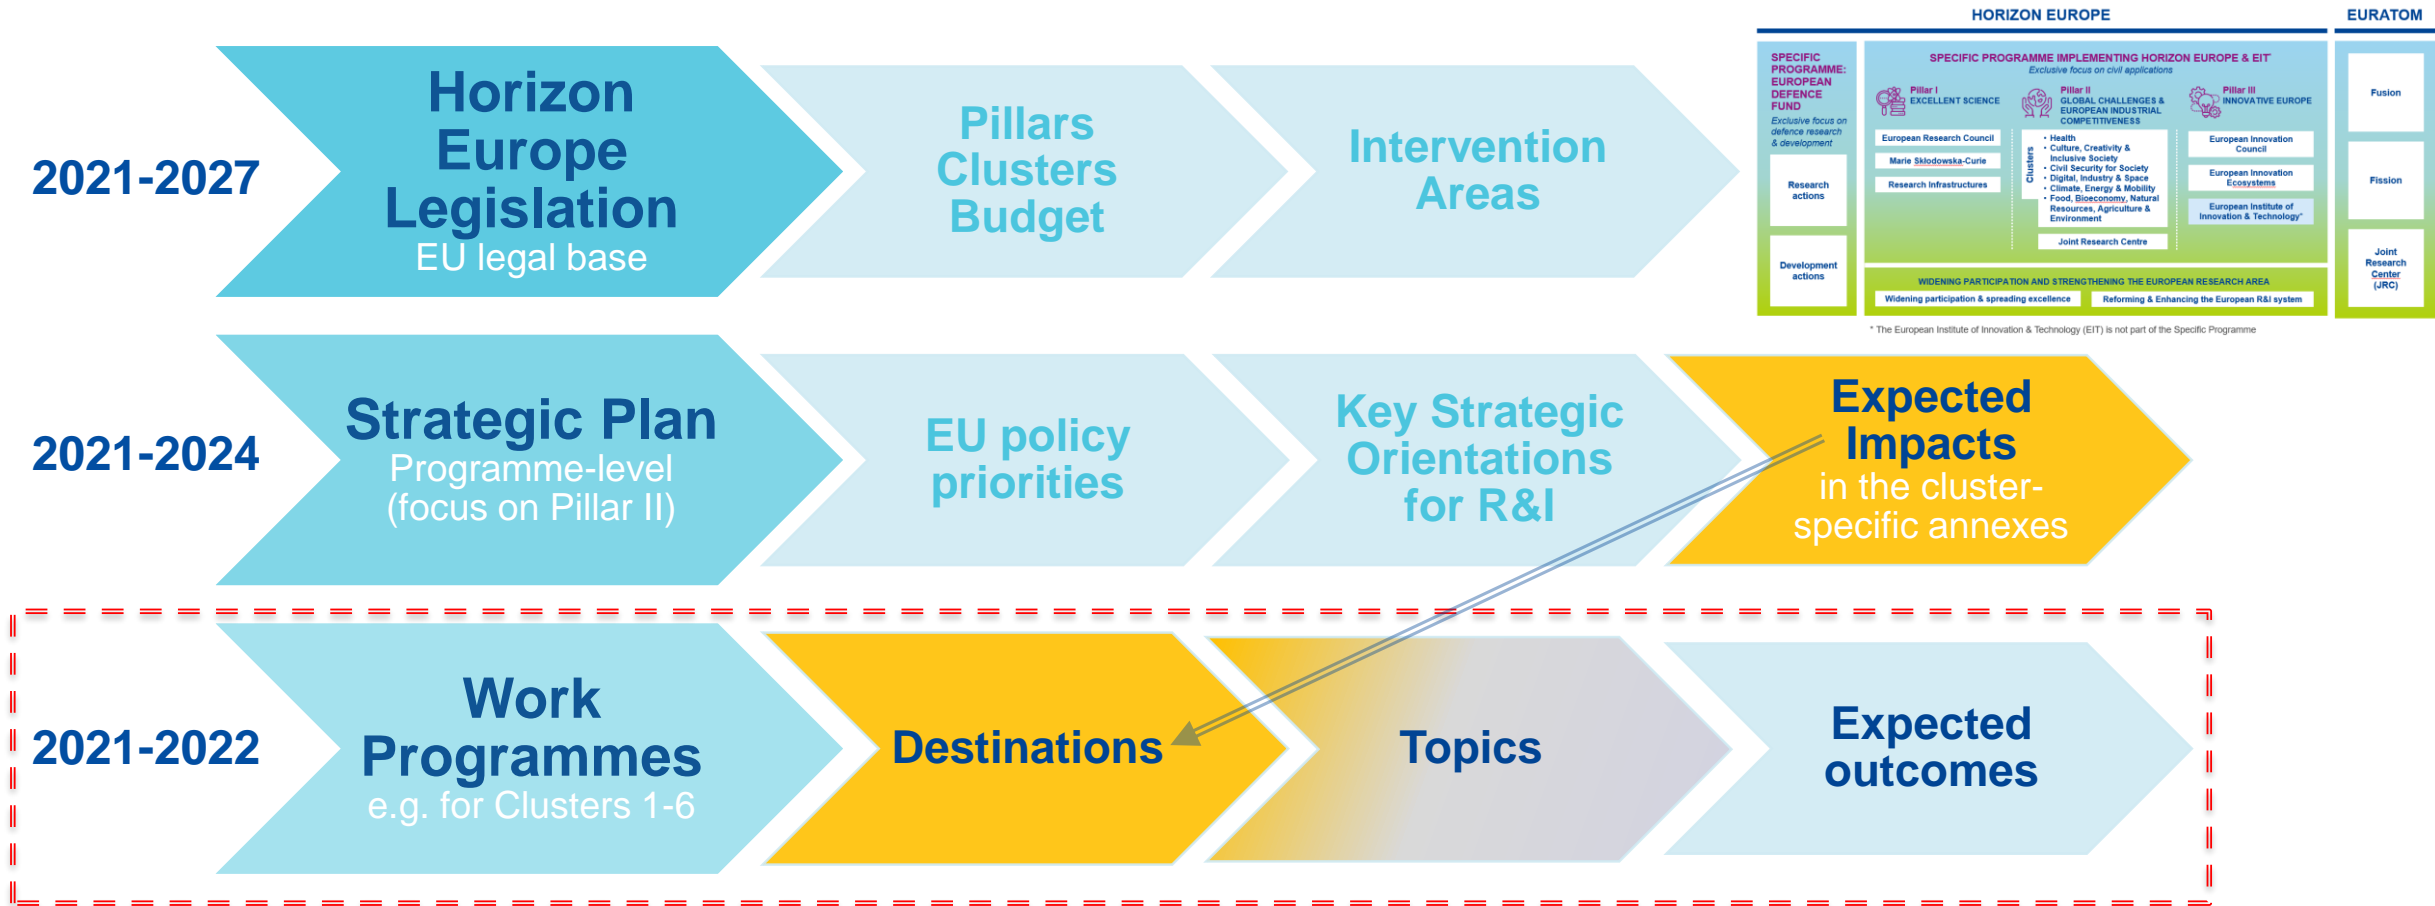 HORIZON EUROPE
EURATOM
SPECIFIC
PROGRAMME:
EUROPEAN
DEFENCE
FUND
Exclusive focus on
defence research
& development
Research
actions
Development
actions
SPECIFIC PROGRAMME IMPLEMENTING HORIZON EUROPE & EIT*
Exclusive focus on civil applications
Pillar I
EXCELLENT SCIENCE
European Research Council
Marie Skłodowska-Curie
Research Infrastructures
Pillar II
GLOBAL CHALLENGES &
EUROPEAN INDUSTRIAL
COMPETITIVENESS
Clusters
• Health
• Culture, Creativity &
Inclusive Society
• Civil Security for Society
• Digital, Industry & Space
• Climate, Energy & Mobility
• Food, Bioeconomy, Natural
Resources, Agriculture &
Environment
Joint Research Centre
Pillar III
INNOVATIVE EUROPE
European Innovation
Council
European Innovation
Ecosystems
European Institute of
Innovation & Technology*
WIDENING PARTICIPATION AND STRENGTHENING THE EUROPEAN RESEARCH AREA
Widening participation & spreading excellence
Reforming & Enhancing the European R&I system
Fusion
Fission
Joint
Research
Center
(JRC)
* The European Institute of Innovation & Technology (EIT) is not part of the Specific Programme
2021-2027
Horizon
Europe
Legislation
EU legal base
Pillars
Clusters
Budget
Intervention
Areas
2021-2024
Strategic Plan
Programme-level
(focus on Pillar II)
EU policy
priorities
Key Strategic
Orientations
for R&I
Expected
Impacts
in the cluster-
specific annexes
2021-2022
Work
Programmes
e.g. for Clusters 1-6
Destinations
Topics
Expected
outcomes